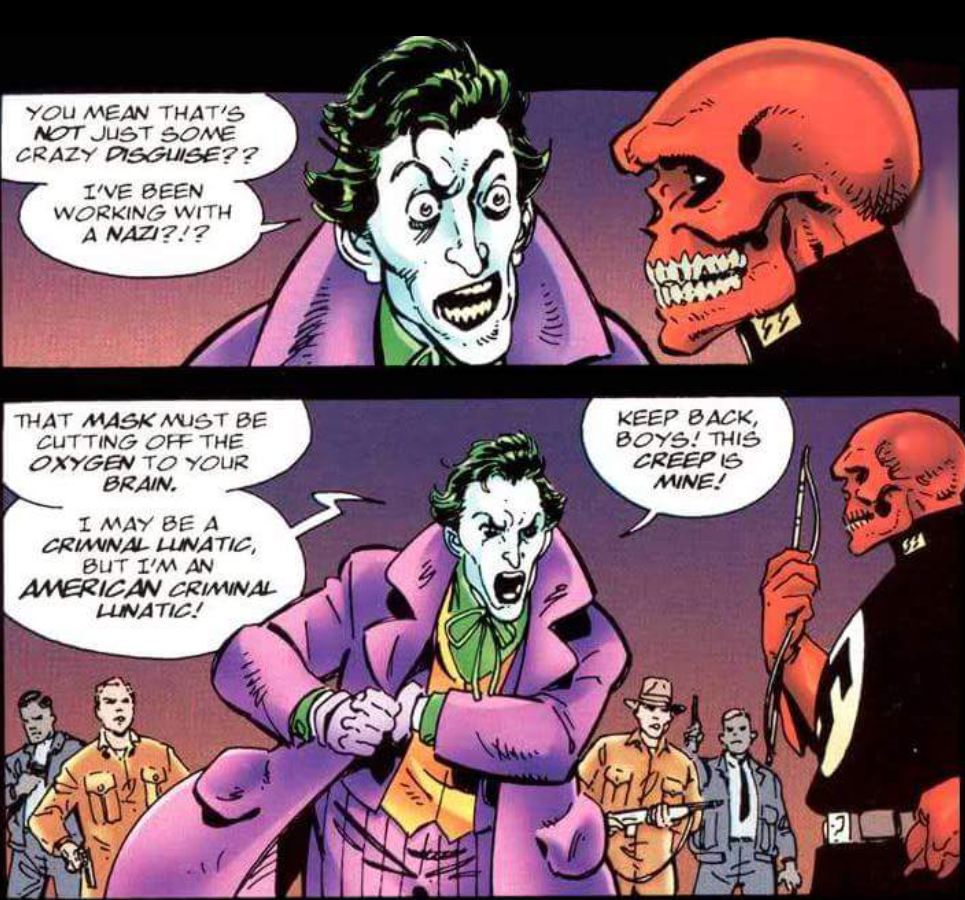 YOU MEAN THAT'S
NOT JUST SOME
CRAZY DISGUISE??
I'VE BEEN
WORKING WITH
A NAZI?!?
THAT MASK MUST BE
CUTTING OFF THE
OXYGEN TO YOUR
BRAIN.
I MAY BE A
CRIMINAL LUNATIC,
BUT I'M AN
AMERICAN CRIMINAL
LUNATIC!
KEEP BACK,
BOYS! THIS
CREEP IS
MINE!